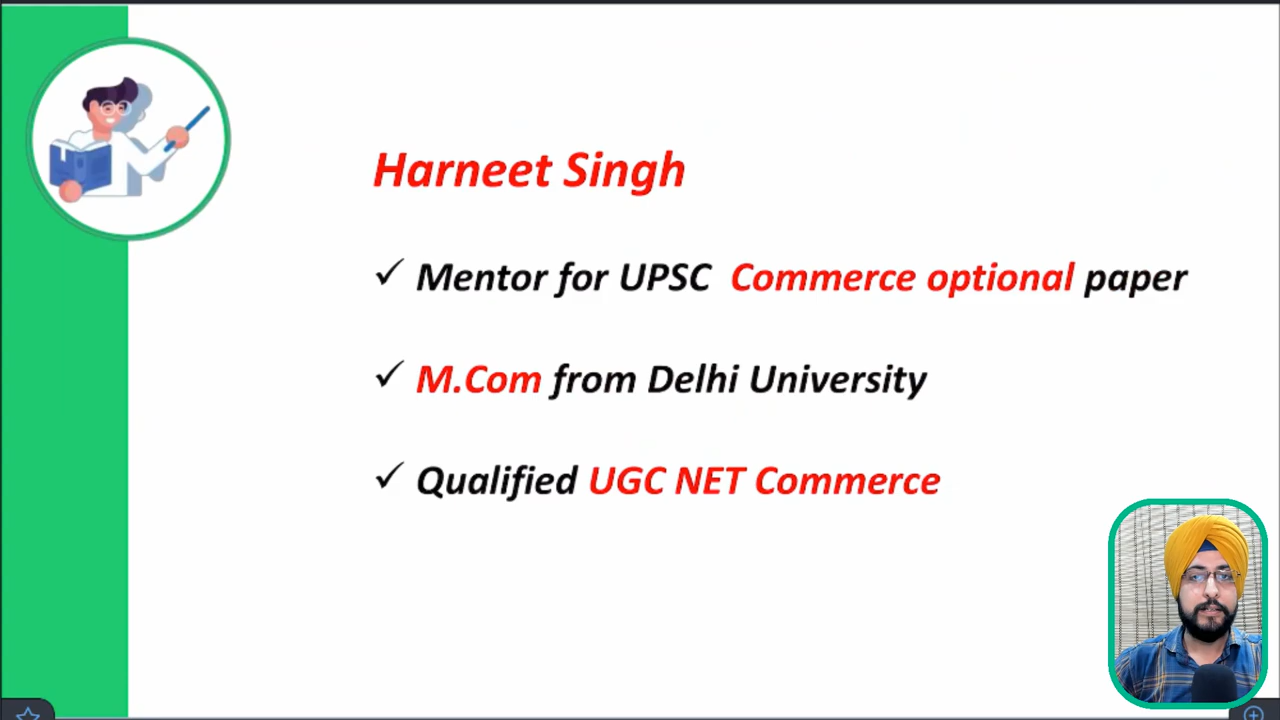 Harneet Singh
✓ Mentor for UPSC Commerce optional paper
✓ M.Com from Delhi University
✓ Qualified UGC NET Commerce